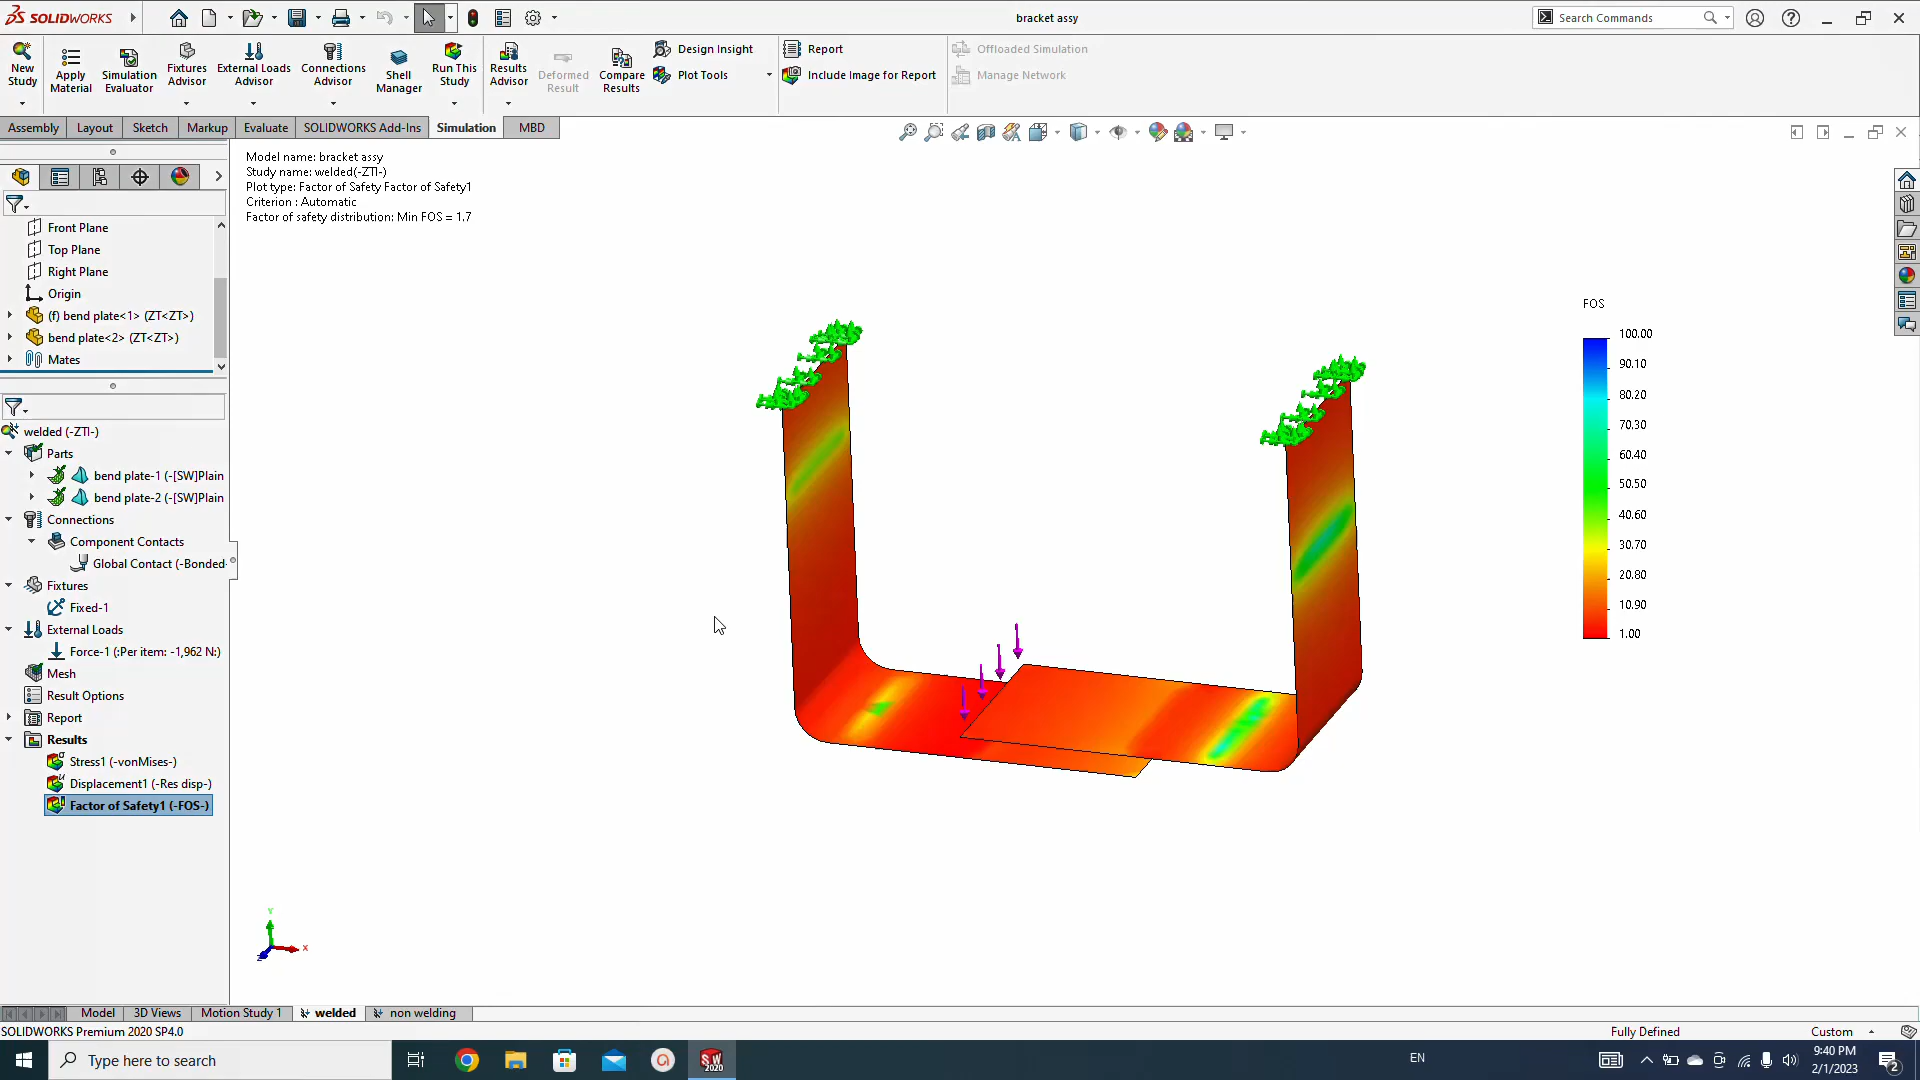 SOLIDWORKS
bracket assy
Search Commands
New Study
Apply Material
Simulation Evaluator
Fixtures Advisor
External Loads Advisor
Connections Advisor
Shell Manager
Run This Study
Results Advisor
Deformed Result
Compare Results
Design Insight
Plot Tools
Report
Include Image for Report
Offloaded Simulation
Manage Network
Assembly
Layout
Sketch
Markup
Evaluate
SOLIDWORKS Add-Ins
Simulation
MBD
Model name: bracket assy
Study name: welded(-ZTl-)
Plot type: Factor of Safety Factor of Safety1
Criterion : Automatic
Factor of safety distribution: Min FOS = 1.7
Front Plane
Top Plane
Right Plane
Origin
(f) bend plate<1> (ZT<ZT>)
bend plate<2> (ZT<ZT>)
Mates
welded (-ZTl-)
Parts
bend plate-1 (-[SW]Plain
bend plate-2 (-[SW]Plain
Connections
Component Contacts
Global Contact (-Bonded-
Fixtures
Fixed-1
External Loads
Force-1 (:Per item: -1,962 N:)
Mesh
Result Options
Report
Results
Stress1 (-vonMises-)
Displacement1 (-Res disp-)
Factor of Safety1 (-FOS-)
FOS
100.00
90.10
80.20
70.30
60.40
50.50
40.60
30.70
20.80
10.90
1.00
Y
X
Z
Model
3D Views
Motion Study 1
welded
non welding
SOLIDWORKS Premium 2020 SP4.0
Fully Defined
Custom
Type here to search
SW
2020
EN
9:40 PM
2/1/2023
2